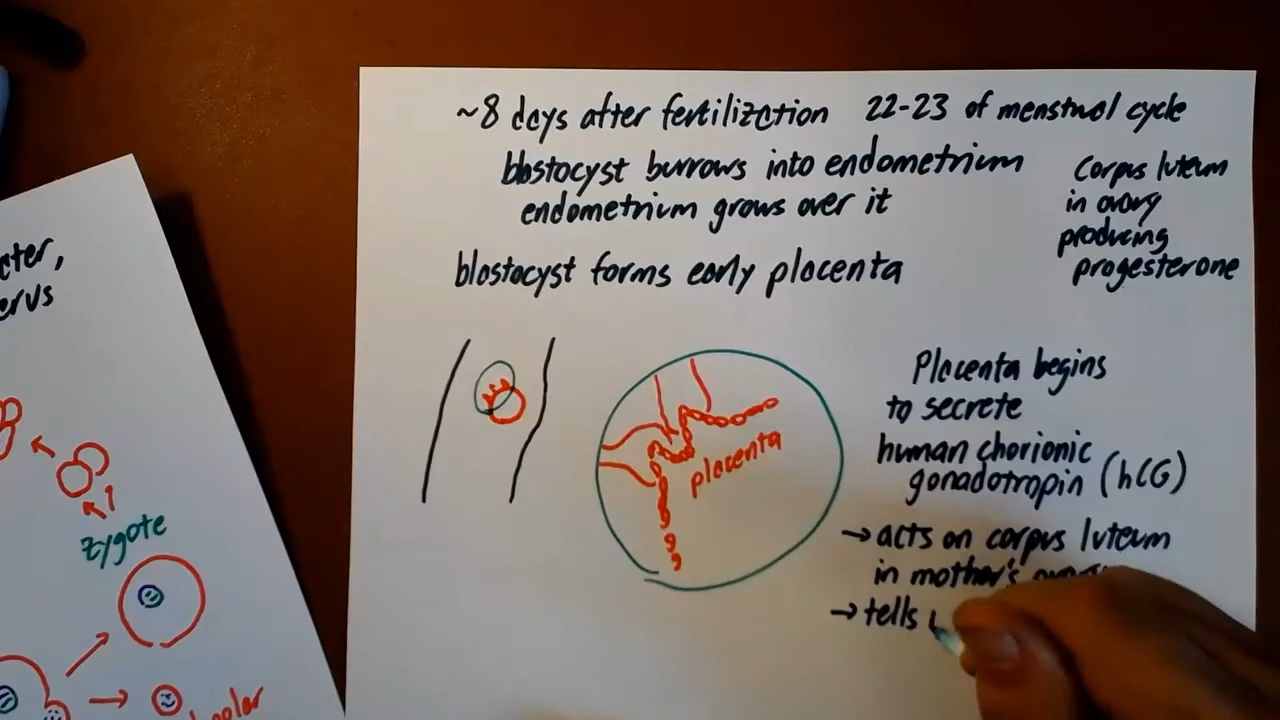 ~8 days after fertilization 22-23 of menstrual cycle
blastocyst burrows into endometrium
endometrium grows over it
Corpus luteum
in ovary
producing
progesterone
blastocyst forms early placenta
placenta
Placenta begins
to secrete
human chorionic
gonadotropin (hCG)
→ acts on corpus luteum
in mother's
→ tells
zygote